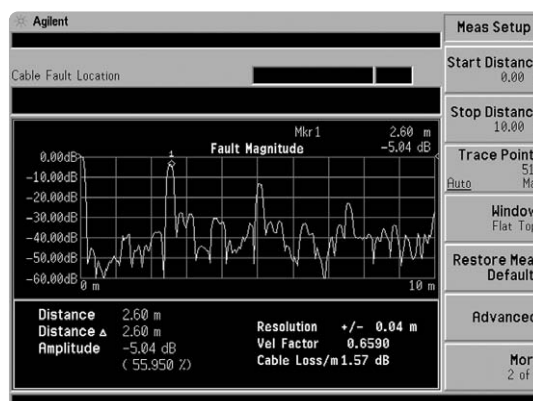 Agilent
Cable Fault Location
Mkr1 2.60 m
Fault Magnitude -5.04 dB
1
0.00dB
-10.00dB
-20.00dB
-30.00dB
-40.00dB
-50.00dB
-60.00dB
0 m 10 m
Distance 2.60 m
Distance Δ 2.60 m
Amplitude -5.04 dB
( 55.950 %)
Resolution +/- 0.04 m
Vel Factor 0.6590
Cable Loss/m 1.57 dB
Meas Setup
Start Distanc
0.00
Stop Distanc
10.00
Trace Point
51
Auto Ma
Window
Flat Top
Restore Mea
Default
Advanced
Mor
2 of